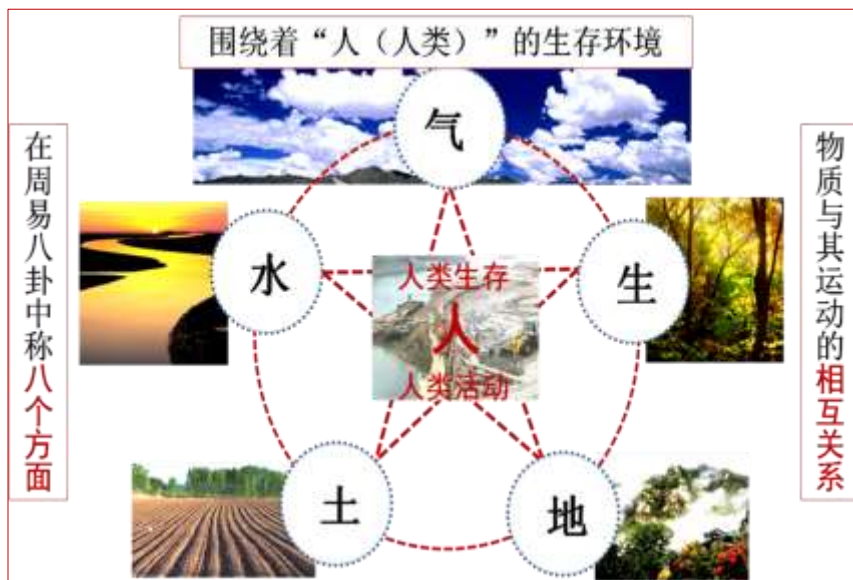 围绕着“人（人类）”的生存环境
气
在周易八卦中称八个方面
物质与其运动的相互关系
水
生
人类生存
人
人类活动
土
地